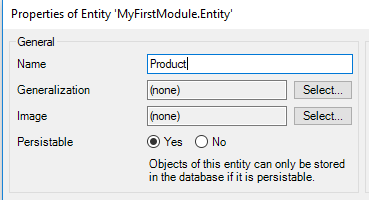 Properties of Entity 'MyFirstModule.Entity'
General
Name Product
Generalization (none) Select...
Image (none) Select...
Persistable Yes No
Objects of this entity can only be stored
in the database if it is persistable.